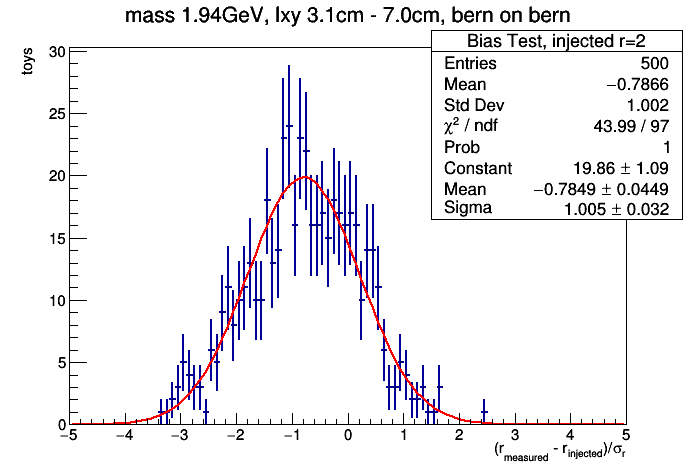 mass 1.94GeV, lxy 3.1cm - 7.0cm, bern on bern
Bias Test, injected r=2
Entries 500
Mean −0.7866
Std Dev 1.002
χ² / ndf 43.99 / 97
Prob 1
Constant 19.86 ± 1.09
Mean −0.7849 ± 0.0449
Sigma 1.005 ± 0.032
toys
30
25
20
15
10
5
0
−5 −4 −3 −2 −1 0 1 2 3 4 5
(r_measured - r_injected)/σ_r